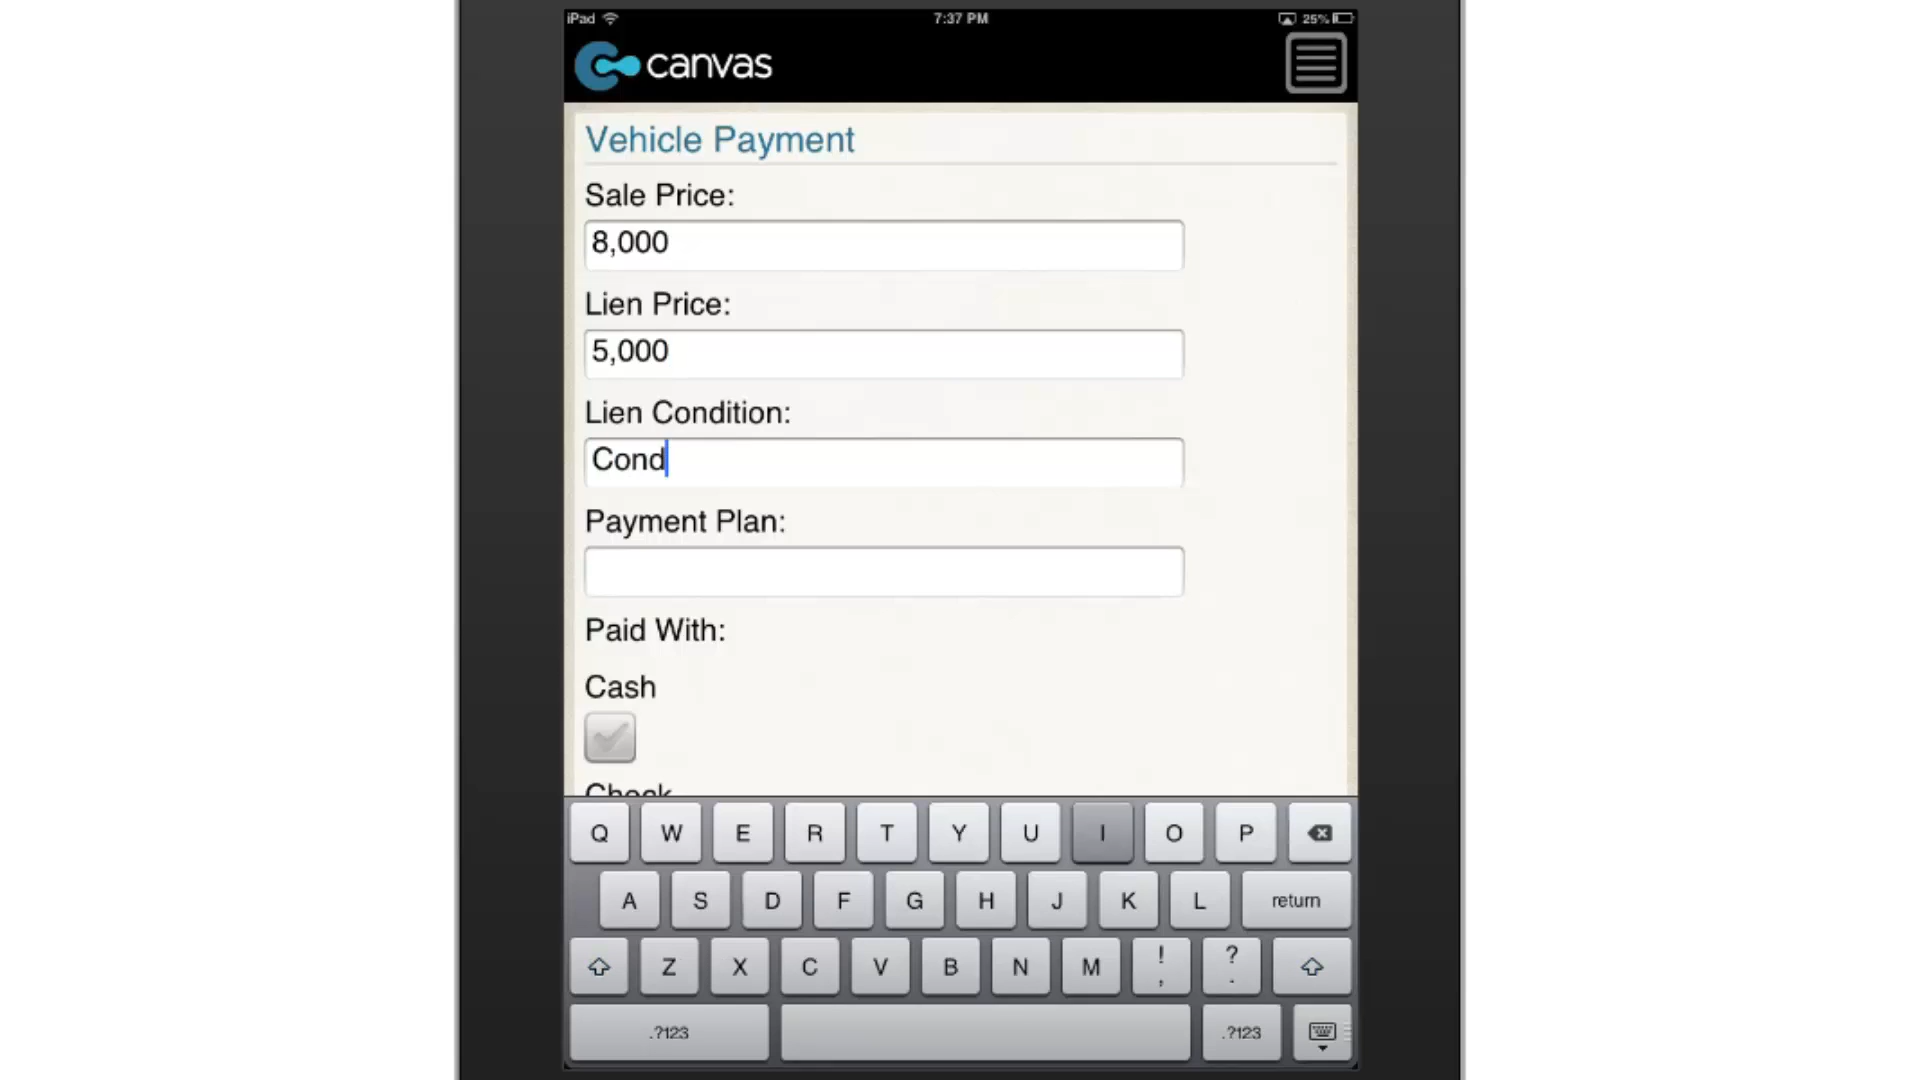 iPad 7:37 PM 25%
canvas
Vehicle Payment
Sale Price:
8,000
Lien Price:
5,000
Lien Condition:
Cond
Payment Plan:
Paid With:
Cash
Check
Q W E R T Y U I O P
A S D F G H J K L return
Z X C V B N M ! , ? .
.?123 .?123